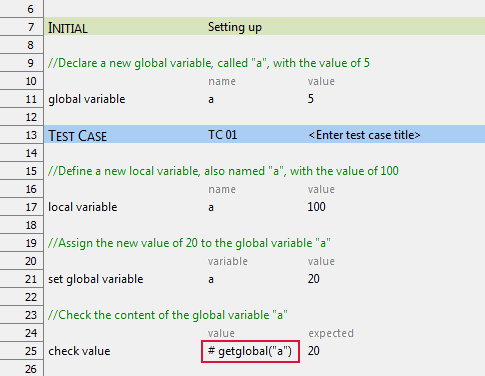 6
7 INITIAL Setting up
8
9 //Declare a new global variable, called "a", with the value of 5
10 name value
11 global variable a 5
12
13 TEST CASE TC 01 <Enter test case title>
14
15 //Define a new local variable, also named "a", with the value of 100
16 name value
17 local variable a 100
18
19 //Assign the new value of 20 to the global variable "a"
20 variable value
21 set global variable a 20
22
23 //Check the content of the global variable "a"
24 value expected
25 check value # getglobal("a") 20
26